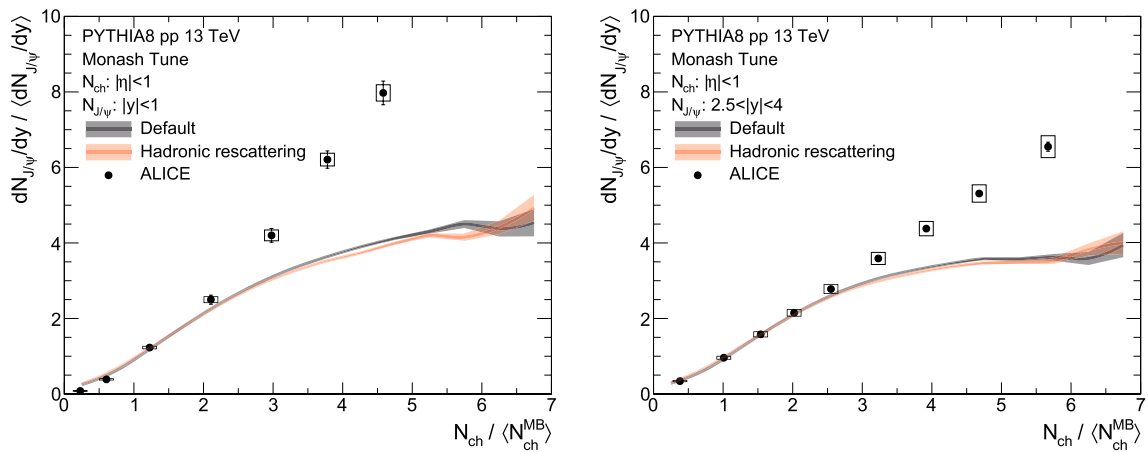 dN_J/ψ/dy / ⟨dN_J/ψ/dy⟩
10
8
6
4
2
0
PYTHIA8 pp 13 TeV
Monash Tune
N_ch: |η|<1
N_J/ψ: |y|<1
Default
Hadronic rescattering
ALICE
0 1 2 3 4 5 6 7
N_ch / ⟨N_ch^MB⟩
dN_J/ψ/dy / ⟨dN_J/ψ/dy⟩
10
8
6
4
2
0
PYTHIA8 pp 13 TeV
Monash Tune
N_ch: |η|<1
N_J/ψ: 2.5<|y|<4
Default
Hadronic rescattering
ALICE
0 1 2 3 4 5 6 7
N_ch / ⟨N_ch^MB⟩